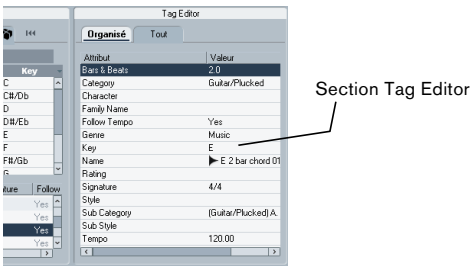 Tag Editor
Organisé Tout
Key
Attribut Valeur
Bars & Beats 2.0
C Category Guitar/Plucked
C#/Db Character
D Family Name
D#/Eb Follow Tempo Yes
E Genre Music
F Key E
F#/Gb Name E 2 bar chord 01
G Rating
ature Follow Signature 4/4
Yes Style
Yes Sub Category (Guitar/Plucked) A.
Yes Sub Style
Yes Tempo 120.00
Section Tag Editor